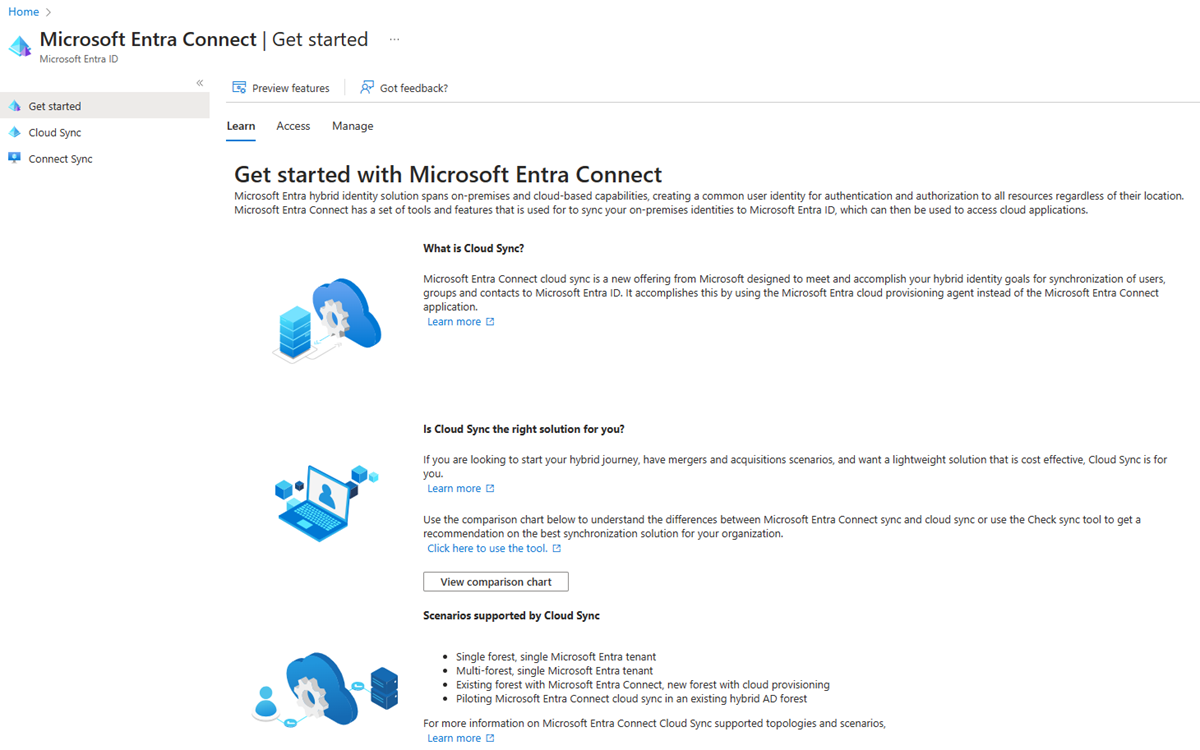 Home
Microsoft Entra Connect | Get started ...
Microsoft Entra ID
Get started
Cloud Sync
Connect Sync
Preview features
Got feedback?
Learn Access Manage
Get started with Microsoft Entra Connect
Microsoft Entra hybrid identity solution spans on-premises and cloud-based capabilities, creating a common user identity for authentication and authorization to all resources regardless of their location.
Microsoft Entra Connect has a set of tools and features that is used for to sync your on-premises identities to Microsoft Entra ID, which can then be used to access cloud applications.
What is Cloud Sync?
Microsoft Entra Connect cloud sync is a new offering from Microsoft designed to meet and accomplish your hybrid identity goals for synchronization of users,
groups and contacts to Microsoft Entra ID. It accomplishes this by using the Microsoft Entra cloud provisioning agent instead of the Microsoft Entra Connect
application.
Learn more
Is Cloud Sync the right solution for you?
If you are looking to start your hybrid journey, have mergers and acquisitions scenarios, and want a lightweight solution that is cost effective, Cloud Sync is for
you.
Learn more
Use the comparison chart below to understand the differences between Microsoft Entra Connect sync and cloud sync or use the Check sync tool to get a
recommendation on the best synchronization solution for your organization.
Click here to use the tool.
View comparison chart
Scenarios supported by Cloud Sync
• Single forest, single Microsoft Entra tenant
• Multi-forest, single Microsoft Entra tenant
• Existing forest with Microsoft Entra Connect, new forest with cloud provisioning
• Piloting Microsoft Entra Connect cloud sync in an existing hybrid AD forest
For more information on Microsoft Entra Connect Cloud Sync supported topologies and scenarios,
Learn more